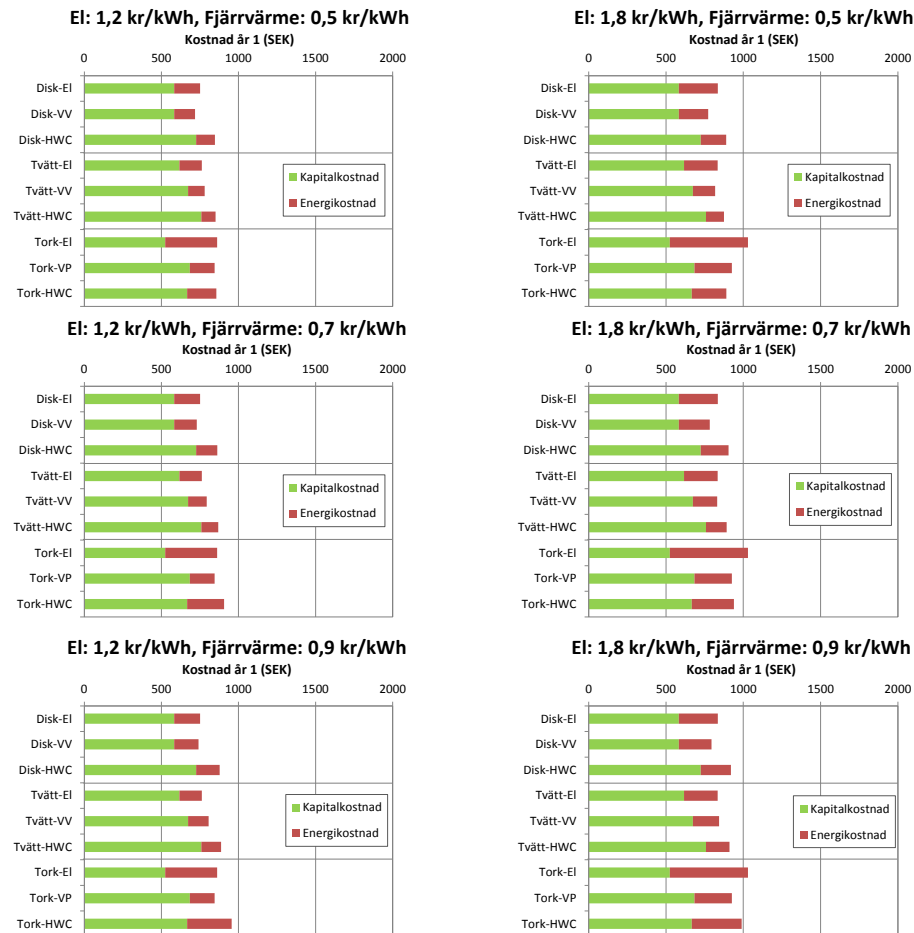 El: 1,2 kr/kWh, Fjärrvärme: 0,5 kr/kWh
Kostnad år 1 (SEK)
0 500 1000 1500 2000
Disk-El
Disk-VV
Disk-HWC
Tvätt-El
Tvätt-VV
Tvätt-HWC
Tork-El
Tork-VP
Tork-HWC
Kapitalkostnad
Energikostnad
El: 1,8 kr/kWh, Fjärrvärme: 0,5 kr/kWh
Kostnad år 1 (SEK)
0 500 1000 1500 2000
Disk-El
Disk-VV
Disk-HWC
Tvätt-El
Tvätt-VV
Tvätt-HWC
Tork-El
Tork-VP
Tork-HWC
Kapitalkostnad
Energikostnad
El: 1,2 kr/kWh, Fjärrvärme: 0,7 kr/kWh
Kostnad år 1 (SEK)
0 500 1000 1500 2000
Disk-El
Disk-VV
Disk-HWC
Tvätt-El
Tvätt-VV
Tvätt-HWC
Tork-El
Tork-VP
Tork-HWC
Kapitalkostnad
Energikostnad
El: 1,8 kr/kWh, Fjärrvärme: 0,7 kr/kWh
Kostnad år 1 (SEK)
0 500 1000 1500 2000
Disk-El
Disk-VV
Disk-HWC
Tvätt-El
Tvätt-VV
Tvätt-HWC
Tork-El
Tork-VP
Tork-HWC
Kapitalkostnad
Energikostnad
El: 1,2 kr/kWh, Fjärrvärme: 0,9 kr/kWh
Kostnad år 1 (SEK)
0 500 1000 1500 2000
Disk-El
Disk-VV
Disk-HWC
Tvätt-El
Tvätt-VV
Tvätt-HWC
Tork-El
Tork-VP
Tork-HWC
Kapitalkostnad
Energikostnad
El: 1,8 kr/kWh, Fjärrvärme: 0,9 kr/kWh
Kostnad år 1 (SEK)
0 500 1000 1500 2000
Disk-El
Disk-VV
Disk-HWC
Tvätt-El
Tvätt-VV
Tvätt-HWC
Tork-El
Tork-VP
Tork-HWC
Kapitalkostnad
Energikostnad